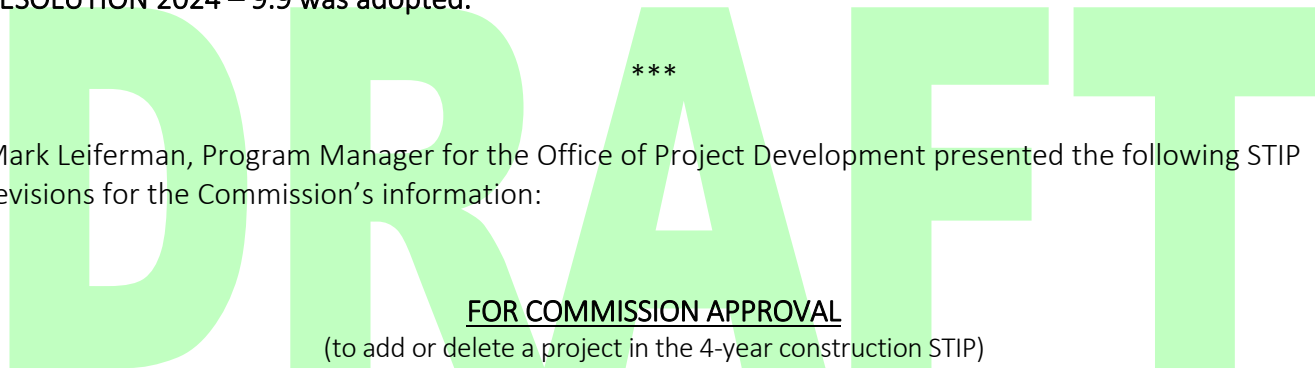 ESOLUTION 2024 – 9.9 was adopted.
***
Mark Leiferman, Program Manager for the Office of Project Development presented the following STIP
evisions for the Commission's information:
FOR COMMISSION APPROVAL
(to add or delete a project in the 4-year construction STIP)
DRAFT